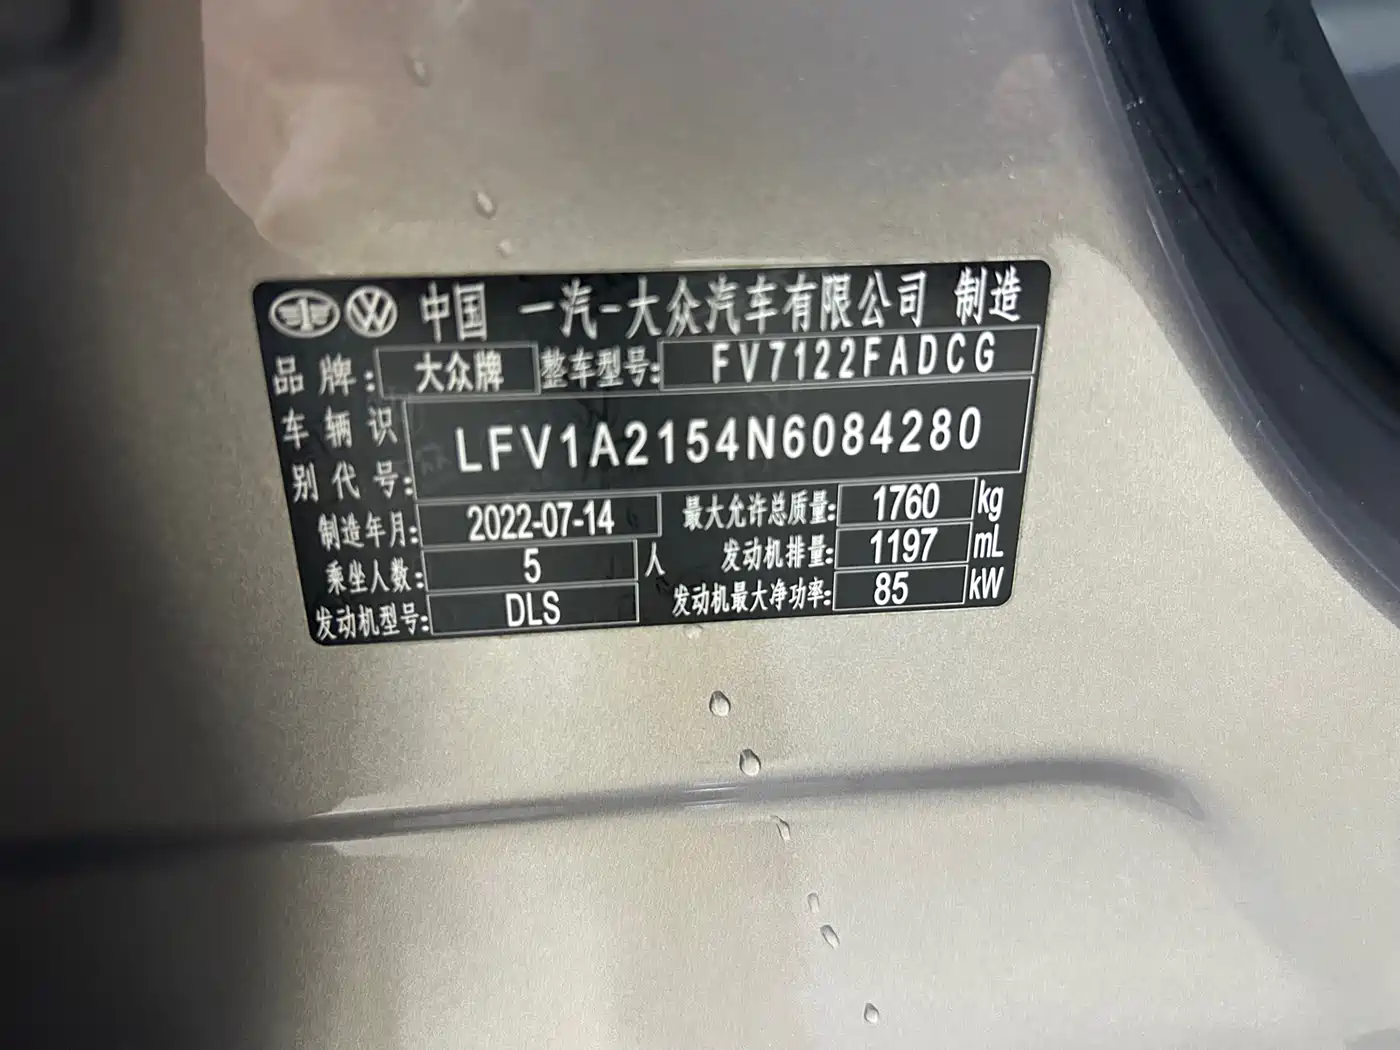 中国 一汽-大众汽车有限公司 制造
品牌: 大众牌 整车型号: FV7122FADCG
车辆识别代号: LFV1A2154N6084280
制造年月: 2022-07-14 最大允许总质量: 1760 kg
乘坐人数: 5 人 发动机排量: 1197 mL
发动机型号: DLS 发动机最大净功率: 85 kW